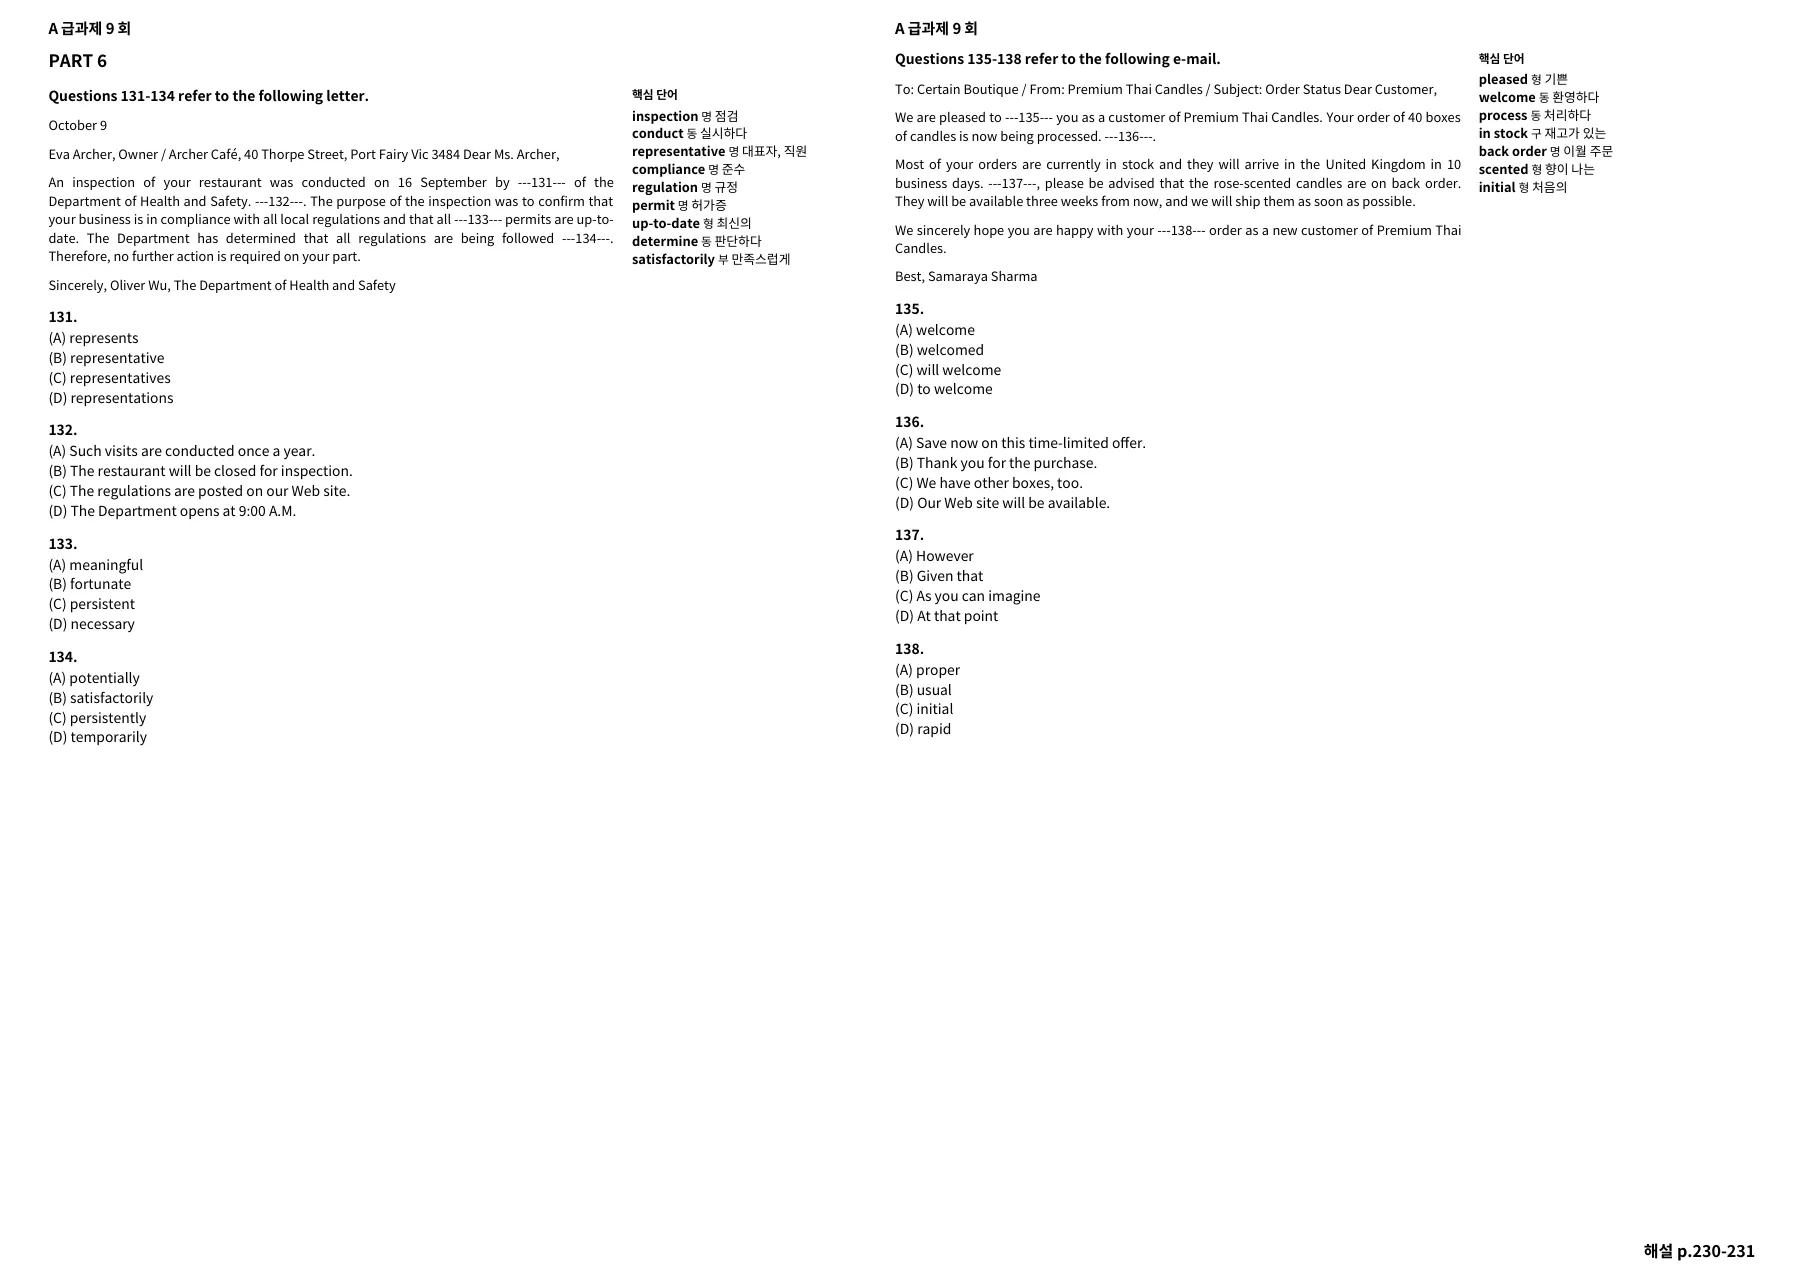 A 급과제 9 회
PART 6
Questions 131-134 refer to the following letter.
October 9
Eva Archer, Owner / Archer Café, 40 Thorpe Street, Port Fairy Vic 3484 Dear Ms. Archer,
An inspection of your restaurant was conducted on 16 September by ---131--- of the
Department of Health and Safety. ---132---. The purpose of the inspection was to confirm that
your business is in compliance with all local regulations and that all ---133--- permits are up-to-
date. The Department has determined that all regulations are being followed ---134---.
Therefore, no further action is required on your part.
Sincerely, Oliver Wu, The Department of Health and Safety
핵심 단어
inspection 명 점검
conduct 동 실시하다
representative 명 대표자, 직원
compliance 명 준수
regulation 명 규정
permit 명 허가증
up-to-date 형 최신의
determine 동 판단하다
satisfactorily 부 만족스럽게
131.
(A) represents
(B) representative
(C) representatives
(D) representations
132.
(A) Such visits are conducted once a year.
(B) The restaurant will be closed for inspection.
(C) The regulations are posted on our Web site.
(D) The Department opens at 9:00 A.M.
133.
(A) meaningful
(B) fortunate
(C) persistent
(D) necessary
134.
(A) potentially
(B) satisfactorily
(C) persistently
(D) temporarily
A 급과제 9 회
Questions 135-138 refer to the following e-mail.
To: Certain Boutique / From: Premium Thai Candles / Subject: Order Status Dear Customer,
We are pleased to ---135--- you as a customer of Premium Thai Candles. Your order of 40 boxes
of candles is now being processed. ---136---.
Most of your orders are currently in stock and they will arrive in the United Kingdom in 10
business days. ---137---, please be advised that the rose-scented candles are on back order.
They will be available three weeks from now, and we will ship them as soon as possible.
We sincerely hope you are happy with your ---138--- order as a new customer of Premium Thai
Candles.
Best, Samaraya Sharma
핵심 단어
pleased 형 기쁜
welcome 동 환영하다
process 동 처리하다
in stock 구 재고가 있는
back order 명 이월 주문
scented 형 향이 나는
initial 형 처음의
135.
(A) welcome
(B) welcomed
(C) will welcome
(D) to welcome
136.
(A) Save now on this time-limited offer.
(B) Thank you for the purchase.
(C) We have other boxes, too.
(D) Our Web site will be available.
137.
(A) However
(B) Given that
(C) As you can imagine
(D) At that point
138.
(A) proper
(B) usual
(C) initial
(D) rapid
해설 p.230-231